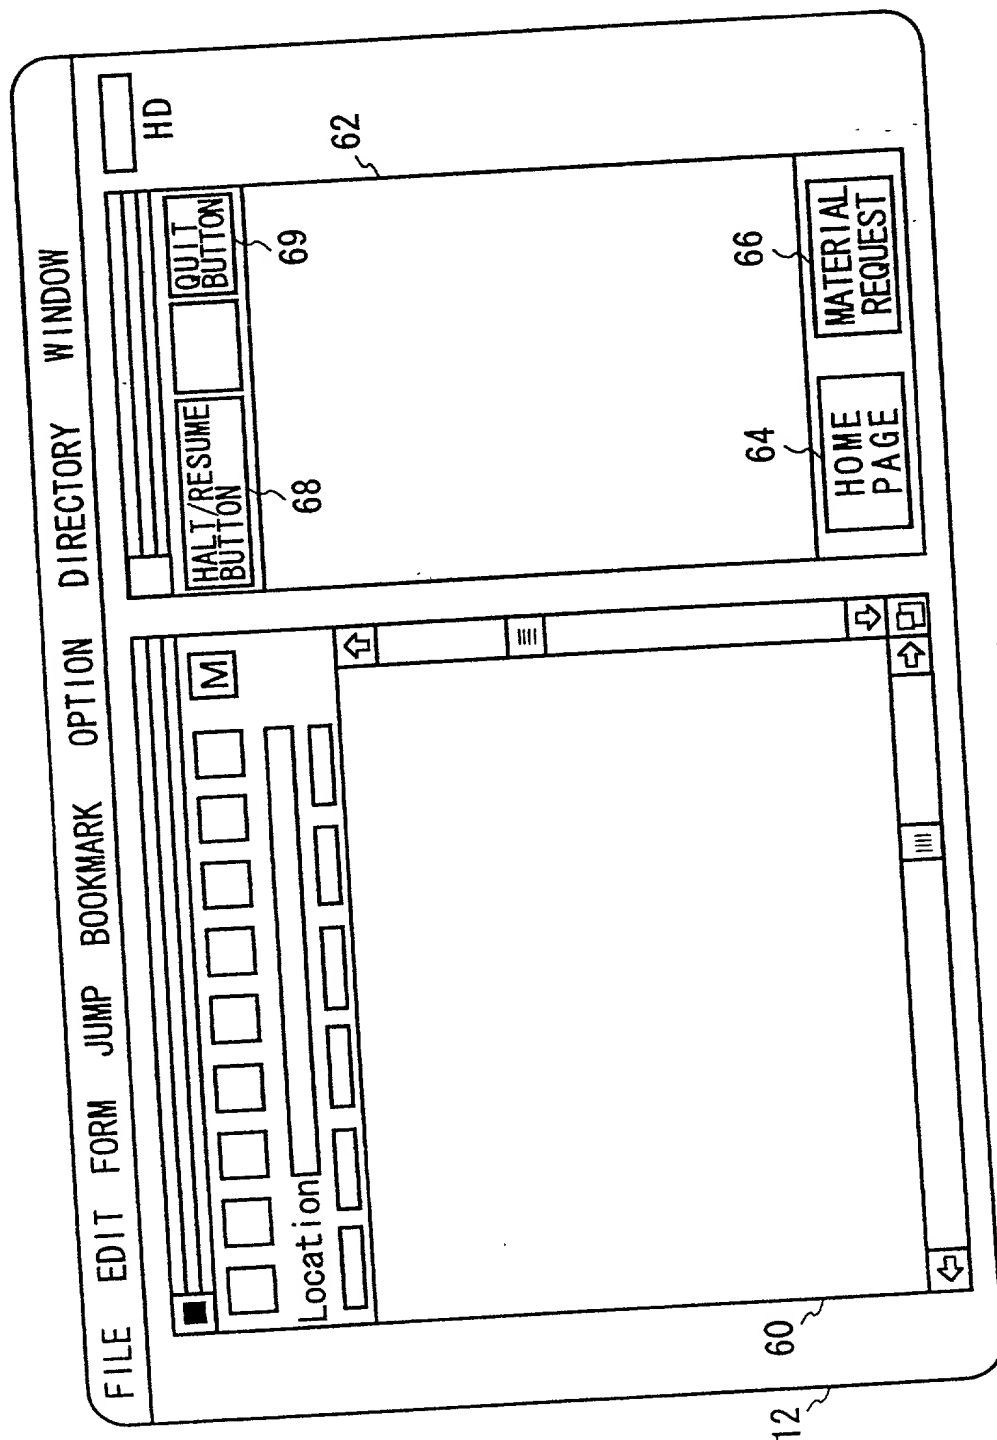 FILE EDIT FORM JUMP BOOKMARK OPTION DIRECTORY WINDOW
HD
M
Location
HALT/RESUME
BUTTON
QUIT
BUTTON
68
69
62
64
66
HOME
PAGE
MATERIAL
REQUEST
60
12